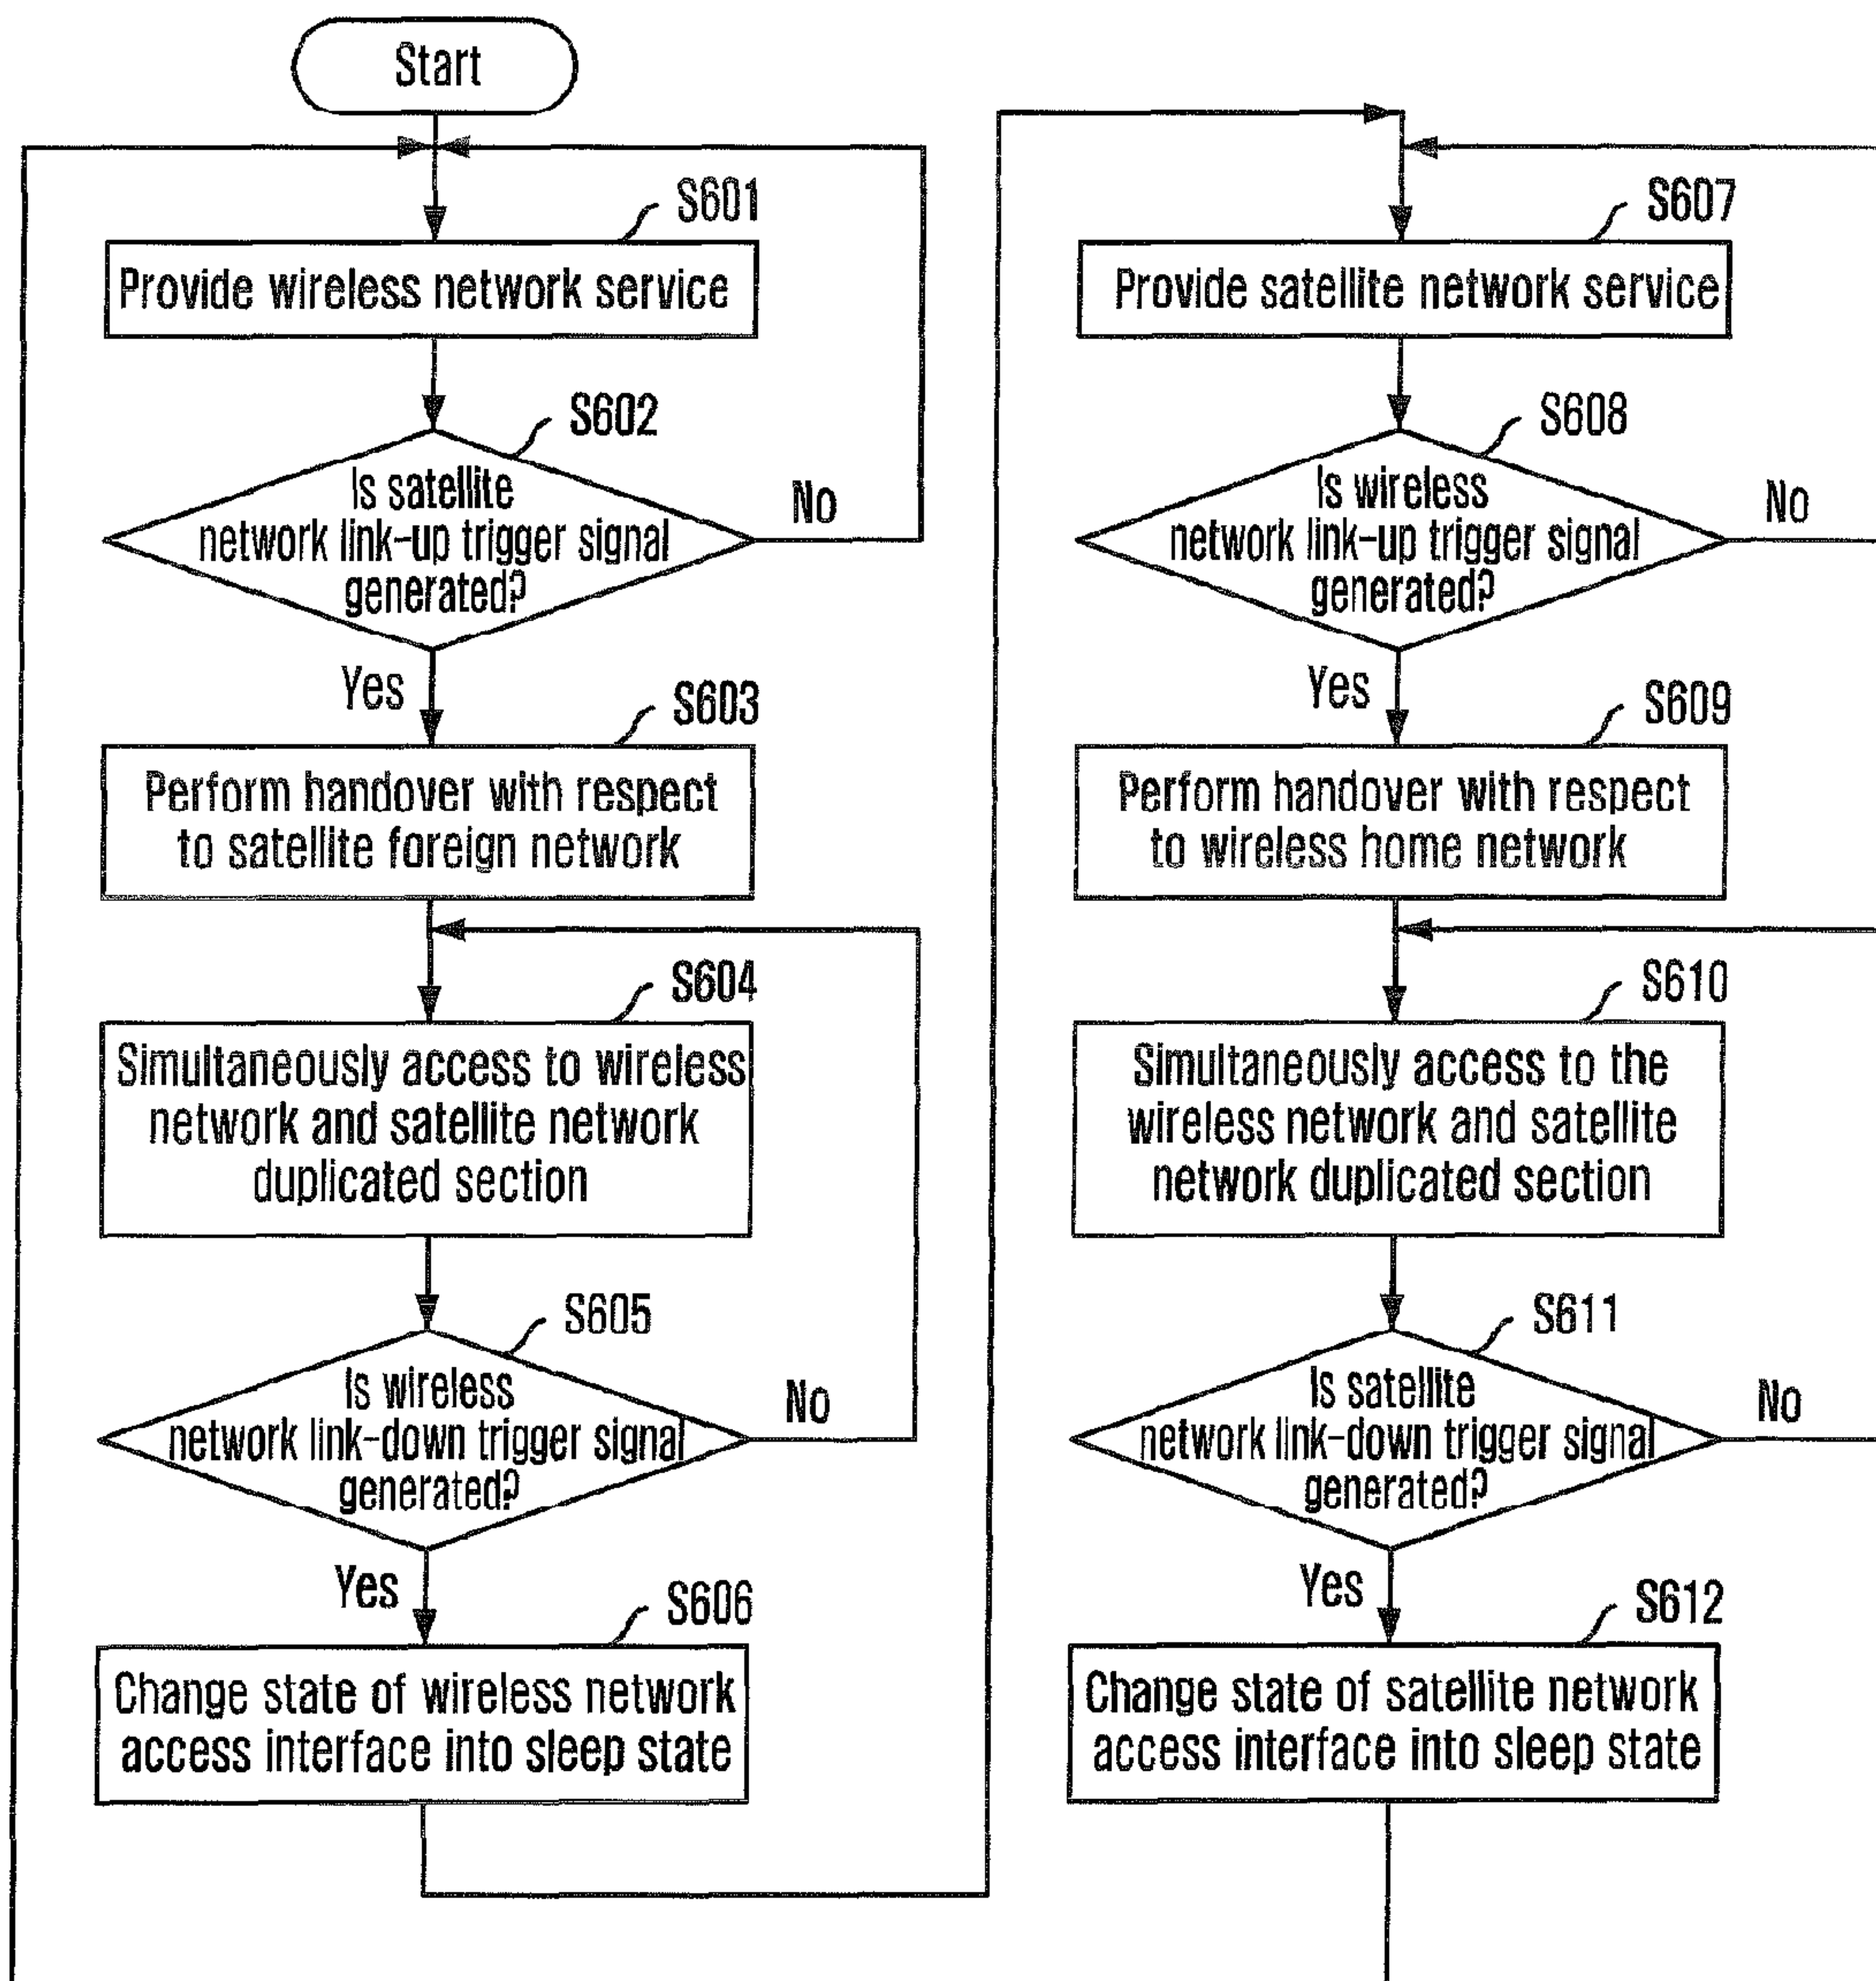 Start
S601
Provide wireless network service
S602
Is satellite
network link-up trigger signal
generated?
No
Yes
S603
Perform handover with respect
to satellite foreign network
S604
Simultaneously access to wireless
network and satellite network
duplicated section
S605
Is wireless
network link-down trigger signal
generated?
No
Yes
S606
Change state of wireless network
access interface into sleep state
S607
Provide satellite network service
S608
Is wireless
network link-up trigger signal
generated?
No
Yes
S609
Perform handover with respect
to wireless home network
S610
Simultaneously access to the
wireless network and satellite
network duplicated section
S611
Is satellite
network link-down trigger signal
generated?
No
Yes
S612
Change state of satellite network
access interface into sleep state